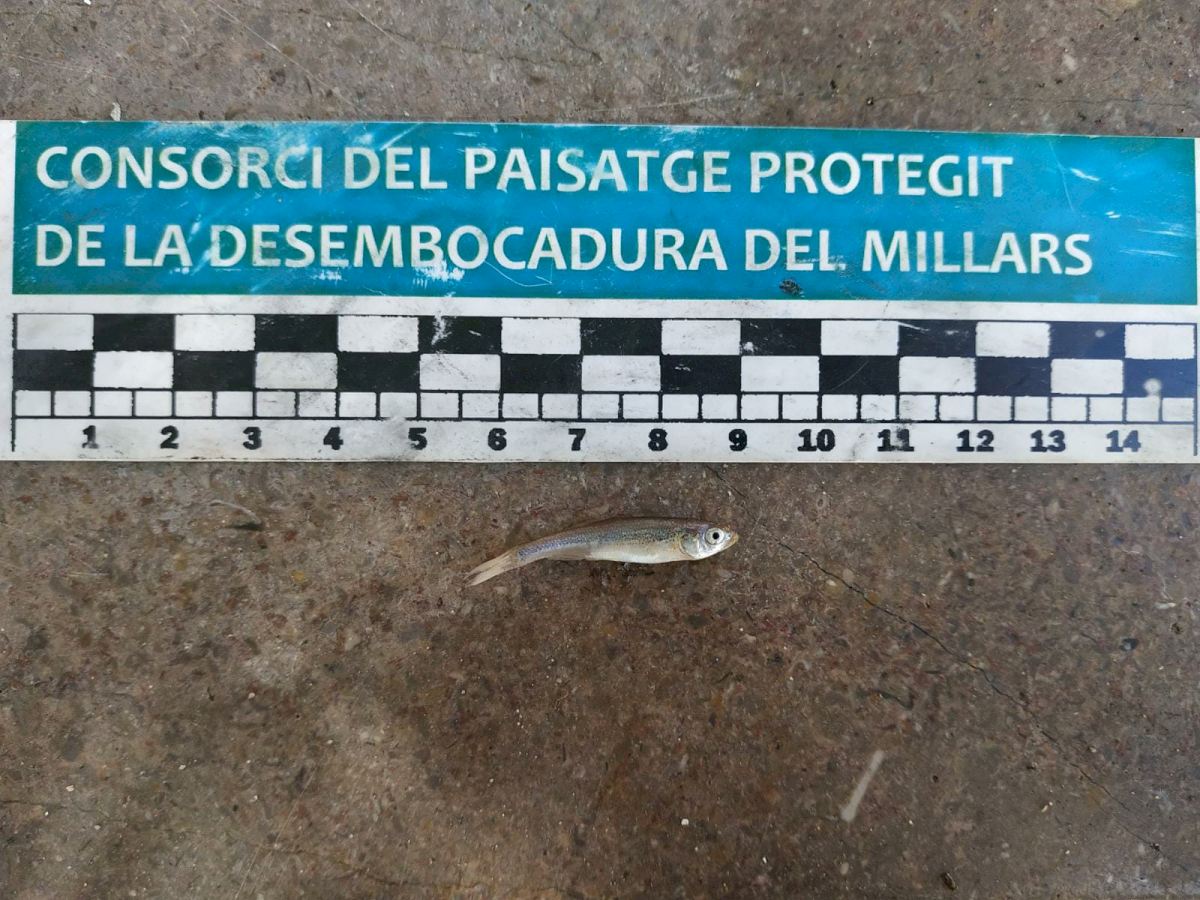 CONSORCI DEL PAISATGE PROTEGIT
DE LA DESEMBOCADURA DEL MILLARS
1 2 3 4 5 6 7 8 9 10 11 12 13 14